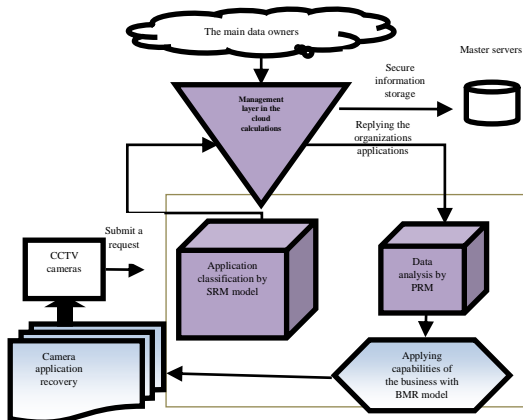 The main data owners
Master servers
Secure
information
storage
Management
layer in the
cloud
calculations
Replying the
organizations
applications
Submit a
request
CCTV
cameras
Application
classification by
SRM model
Data
analysis by
PRM
Camera
application
recovery
Applying
capabilities of
the business with
BMR model